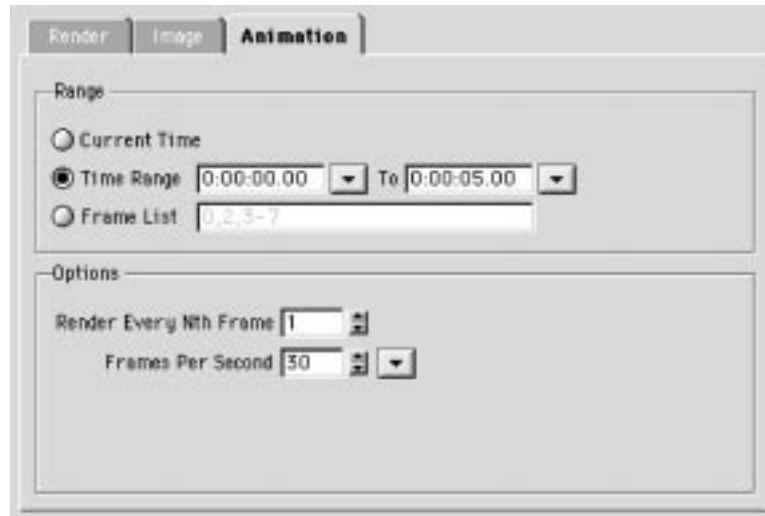 Render Image Animation
Range
Current Time
Time Range 0:00:00.00 To 0:00:05.00
Frame List 0,2,3-7
Options
Render Every Nth Frame 1
Frames Per Second 30